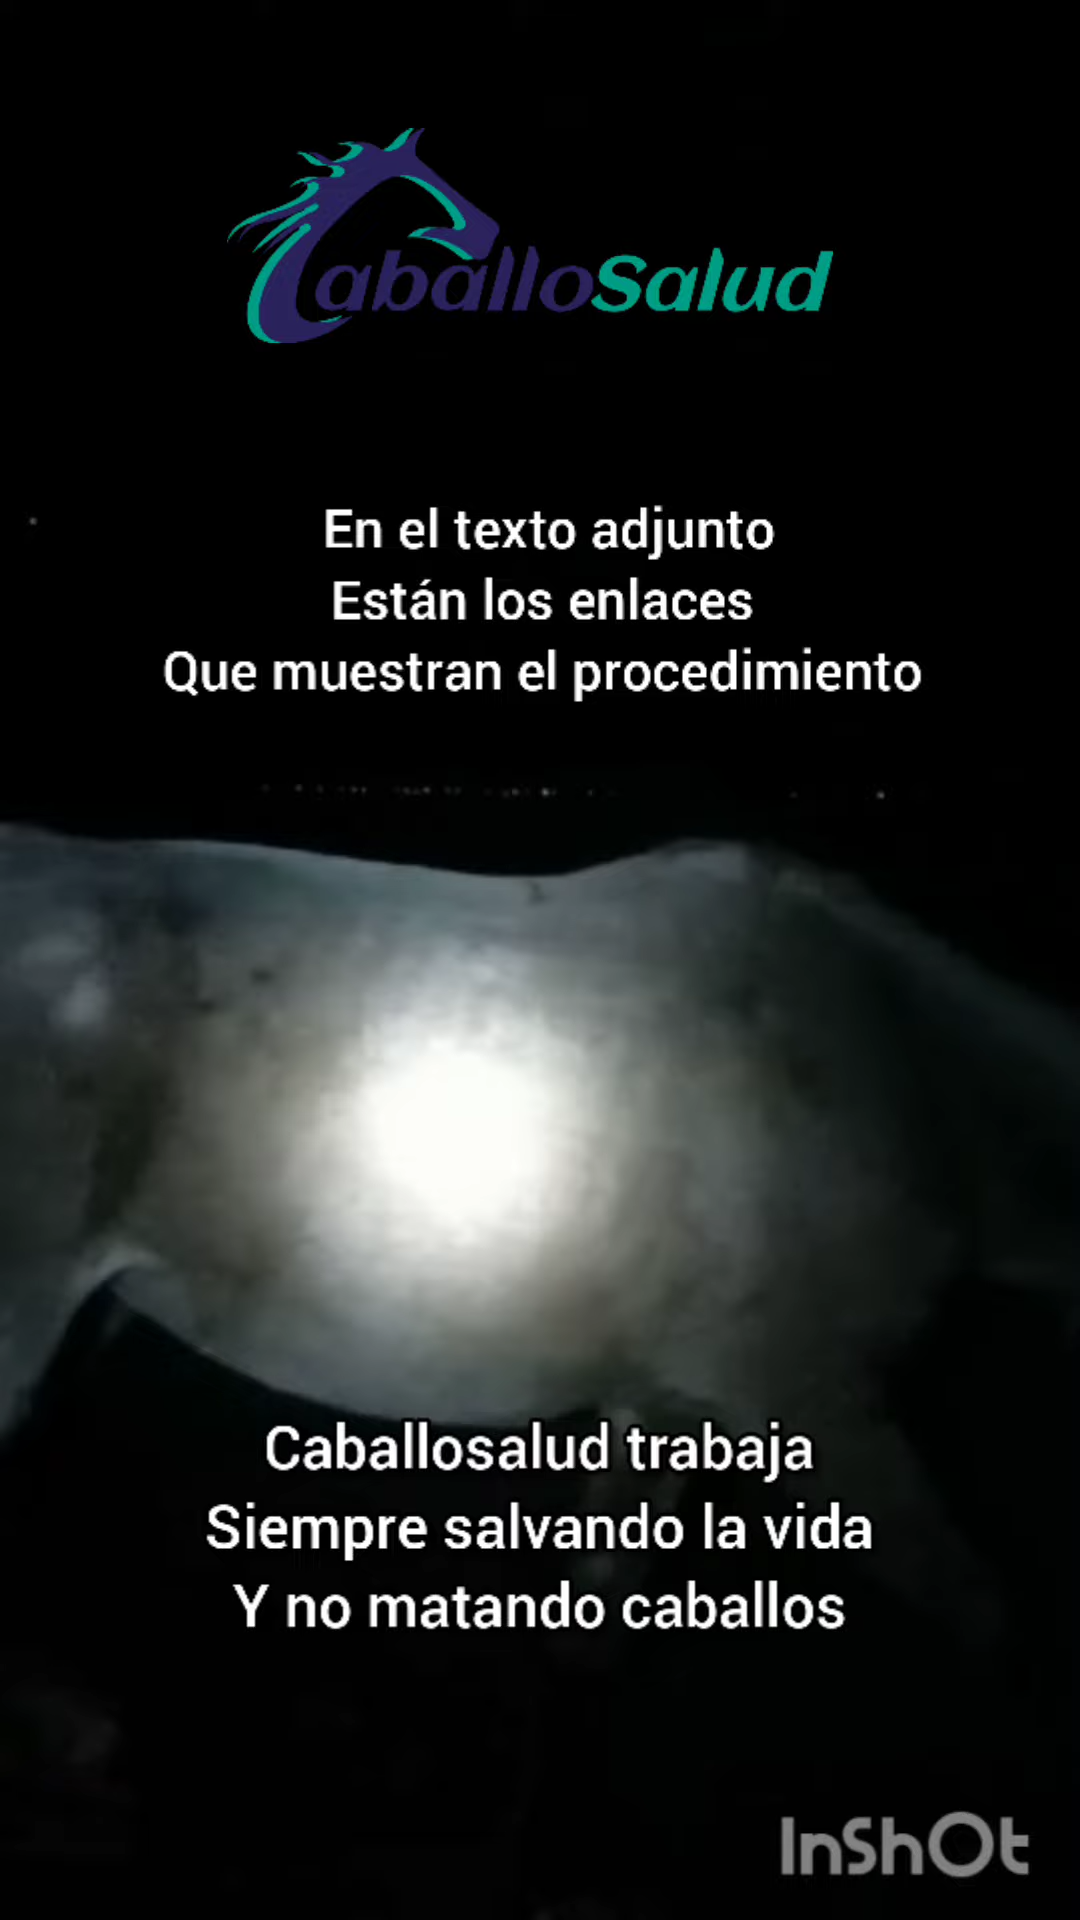 CaballoSalud
En el texto adjunto
Están los enlaces
Que muestran el procedimiento
Caballosalud trabaja
Siempre salvando la vida
Y no matando caballos
InShOt